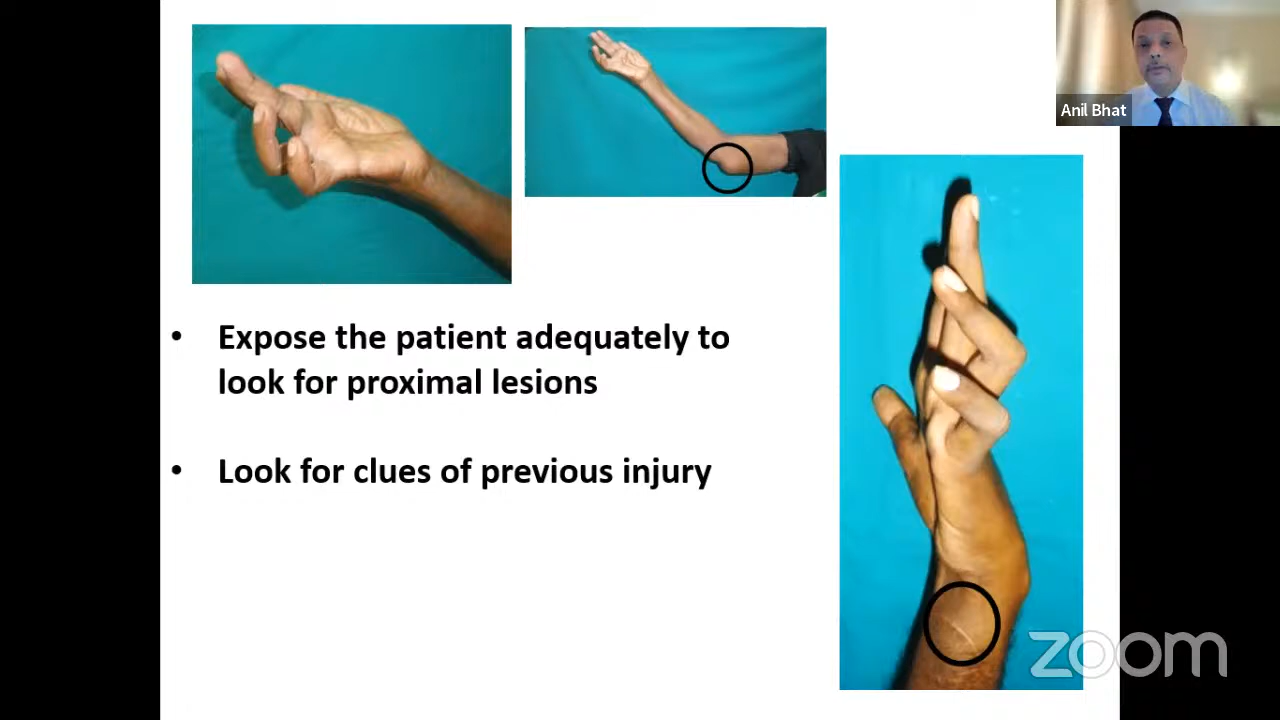 Anil Bhat
• Expose the patient adequately to
look for proximal lesions
• Look for clues of previous injury
zoom